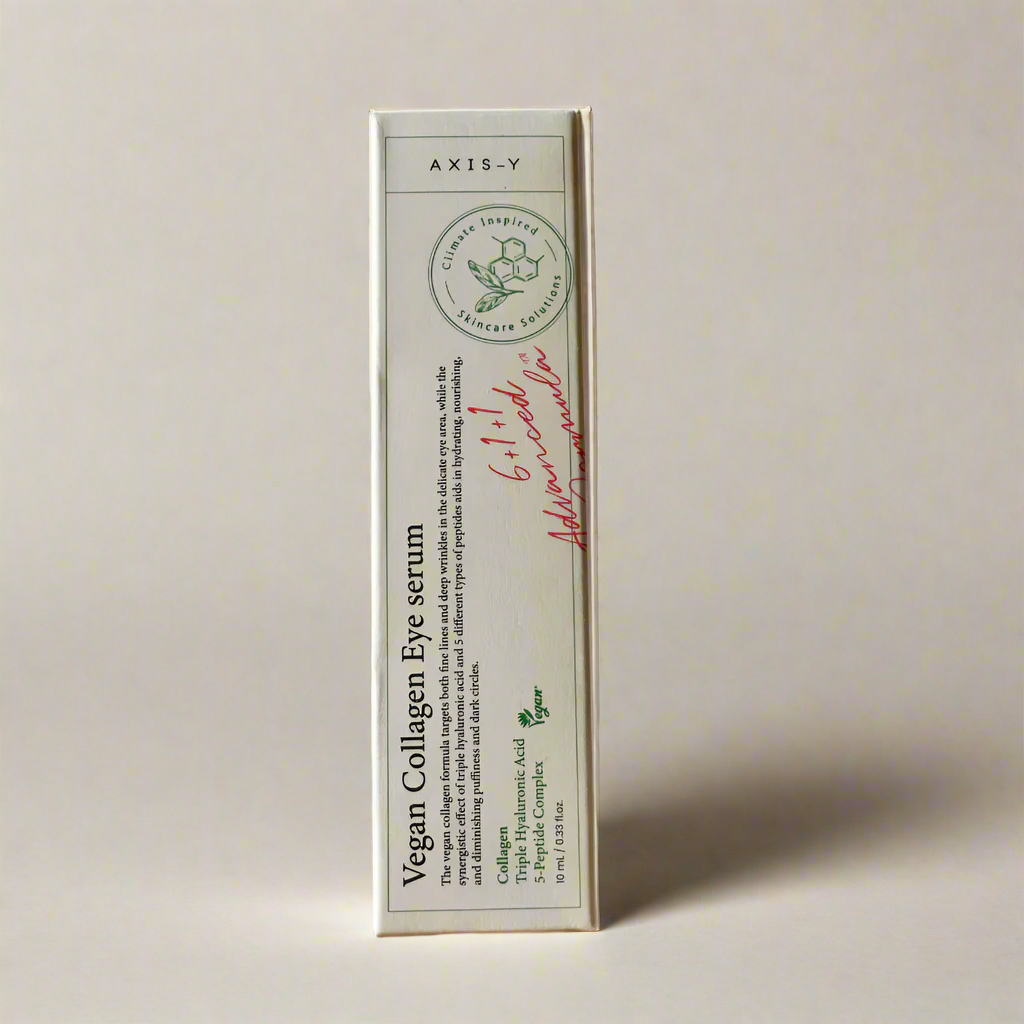 AXIS-Y
Climate Inspired
Skincare Solutions
6+1+1
Advanced
Formula™
Vegan Collagen Eye serum
The vegan collagen formula targets both fine lines and deep wrinkles in the delicate eye area, while the
synergistic effect of triple hyaluronic acid and 5 different types of peptides aids in hydrating, nourishing,
and diminishing puffiness and dark circles.
Collagen
Triple Hyaluronic Acid
5-Peptide Complex
10 mL / 0.33 fl.oz.
Vegan